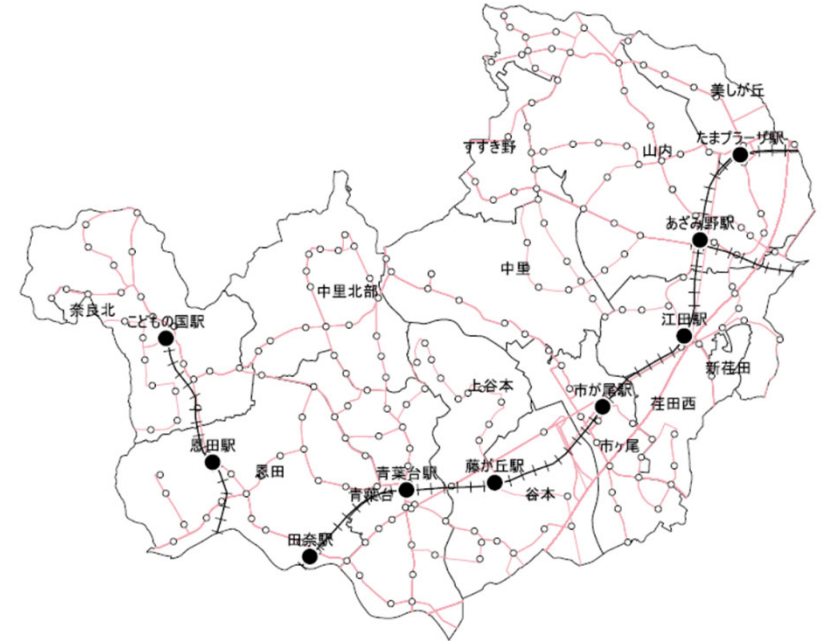 美しが丘
たまプラーザ駅
すすき野
山内
あざみ野駅
中里
中里北部
奈良北
こどもの国駅
江田駅
新荏田
上谷本
市が尾駅
荏田西
恩田駅
恩田
青葉台駅
藤が丘駅
市ヶ尾
青葉台
谷本
田奈駅